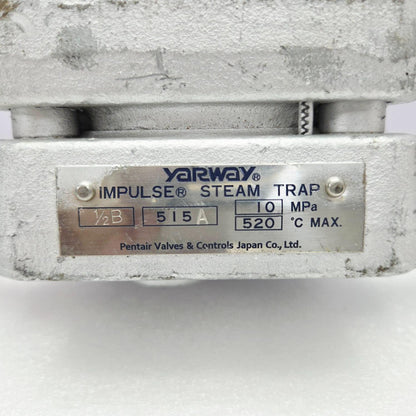 YARWAY®
IMPULSE® STEAM TRAP
½B 515A 10 MPa
520 °C MAX.
Pentair Valves & Controls Japan Co., Ltd.